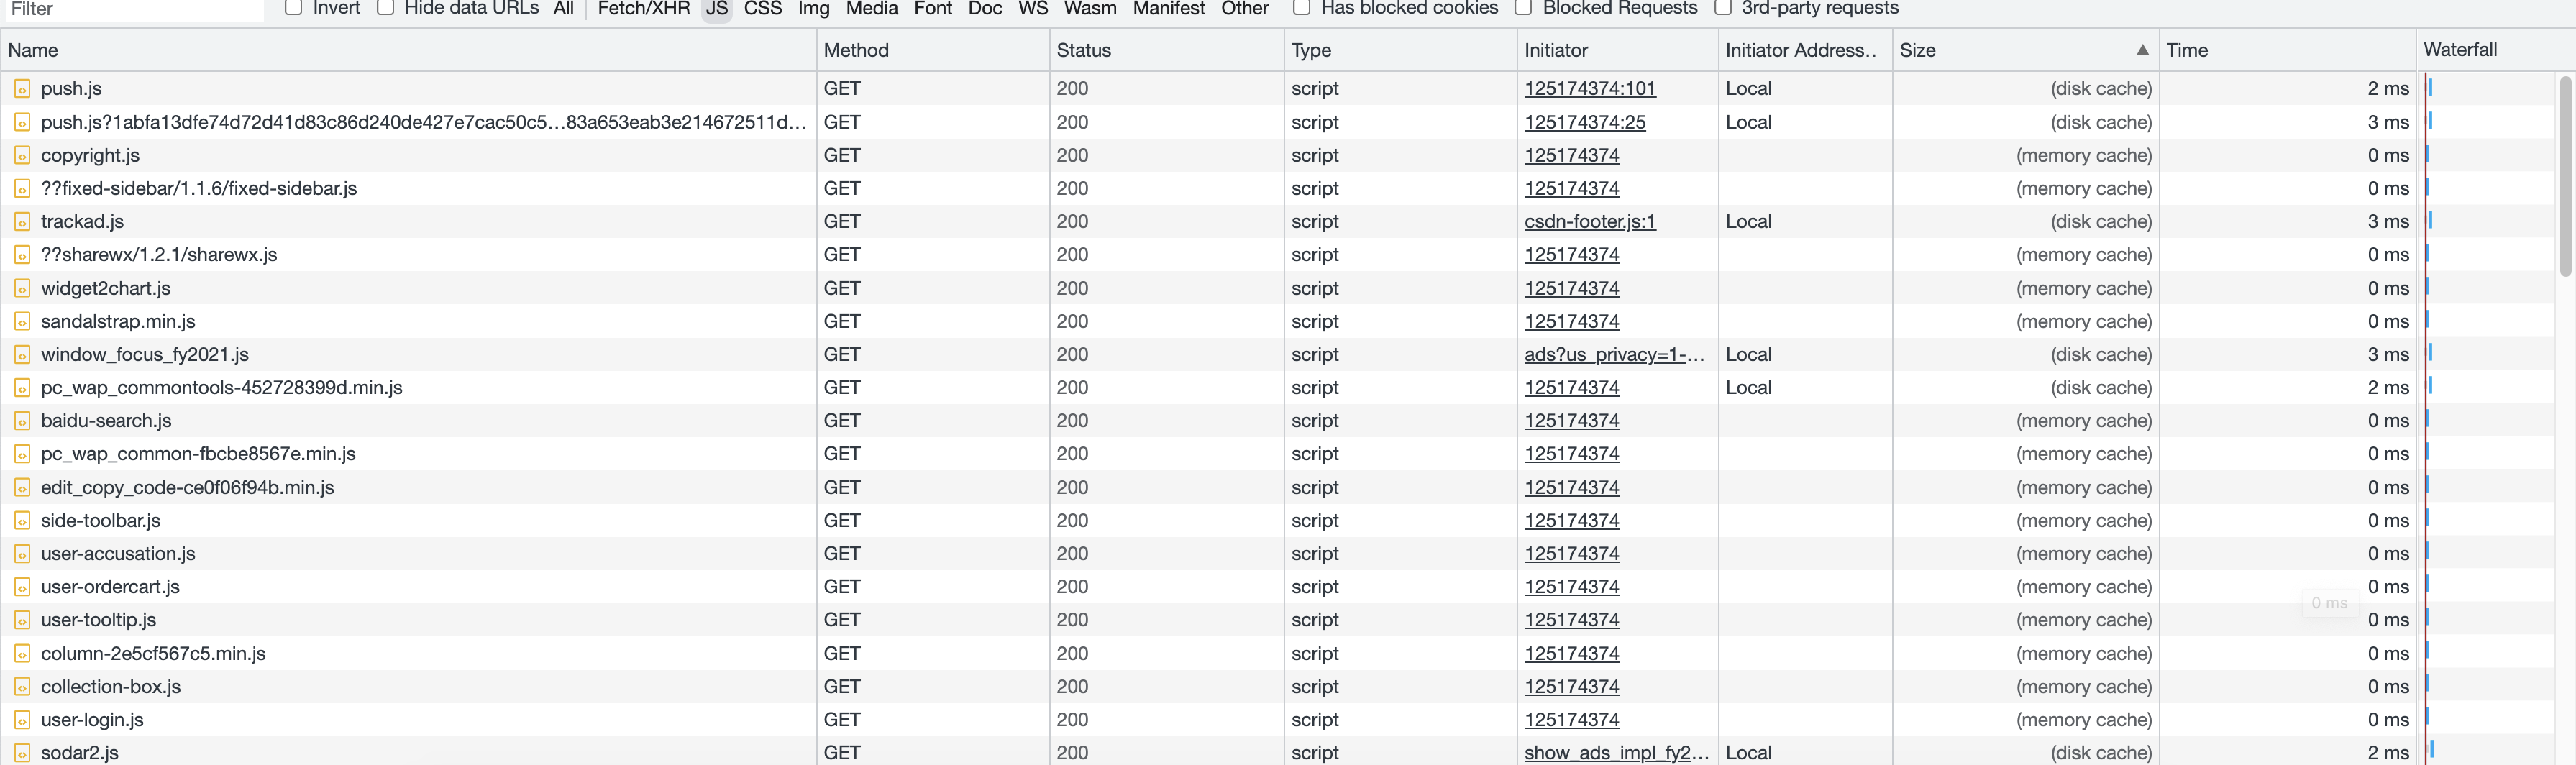 Filter Invert Hide data URLs All Fetch/XHR JS CSS Img Media Font Doc WS Wasm Manifest Other Has blocked cookies Blocked Requests 3rd-party requests
Name Method Status Type Initiator Initiator Address.. Size ▲ Time Waterfall
push.js GET 200 script 125174374:101 Local (disk cache) 2 ms
push.js?1abfa13dfe74d72d41d83c86d240de427e7cac50c5...83a653eab3e214672511d... GET 200 script 125174374:25 Local (disk cache) 3 ms
copyright.js GET 200 script 125174374 (memory cache) 0 ms
??fixed-sidebar/1.1.6/fixed-sidebar.js GET 200 script 125174374 (memory cache) 0 ms
trackad.js GET 200 script csdn-footer.js:1 Local (disk cache) 3 ms
??sharewx/1.2.1/sharewx.js GET 200 script 125174374 (memory cache) 0 ms
widget2chart.js GET 200 script 125174374 (memory cache) 0 ms
sandalstrap.min.js GET 200 script 125174374 (memory cache) 0 ms
window_focus_fy2021.js GET 200 script ads?us_privacy=1-... Local (disk cache) 3 ms
pc_wap_commontools-452728399d.min.js GET 200 script 125174374 Local (disk cache) 2 ms
baidu-search.js GET 200 script 125174374 (memory cache) 0 ms
pc_wap_common-fbcbe8567e.min.js GET 200 script 125174374 (memory cache) 0 ms
edit_copy_code-ce0f06f94b.min.js GET 200 script 125174374 (memory cache) 0 ms
side-toolbar.js GET 200 script 125174374 (memory cache) 0 ms
user-accusation.js GET 200 script 125174374 (memory cache) 0 ms
user-ordercart.js GET 200 script 125174374 (memory cache) 0 ms
0 ms
user-tooltip.js GET 200 script 125174374 (memory cache) 0 ms
column-2e5cf567c5.min.js GET 200 script 125174374 (memory cache) 0 ms
collection-box.js GET 200 script 125174374 (memory cache) 0 ms
user-login.js GET 200 script 125174374 (memory cache) 0 ms
sodar2.js GET 200 script show_ads_impl_fy2... Local (disk cache) 2 ms